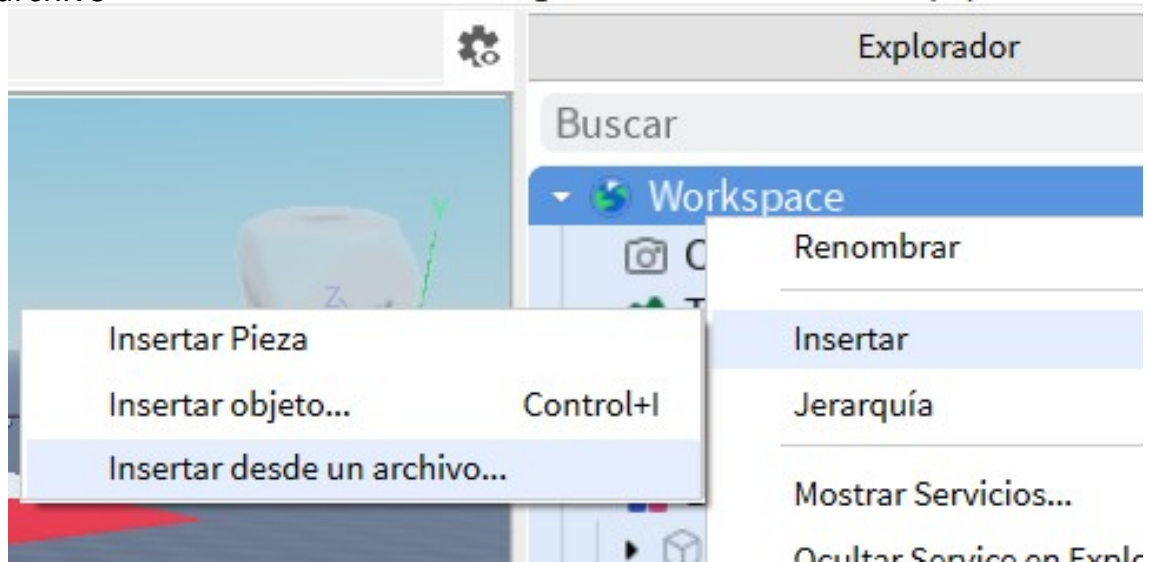 Explorador
Buscar
Workspace
Renombrar
Insertar
Jerarquía
Mostrar Servicios...
Insertar Pieza
Insertar objeto... Control+I
Insertar desde un archivo...
Y
Z